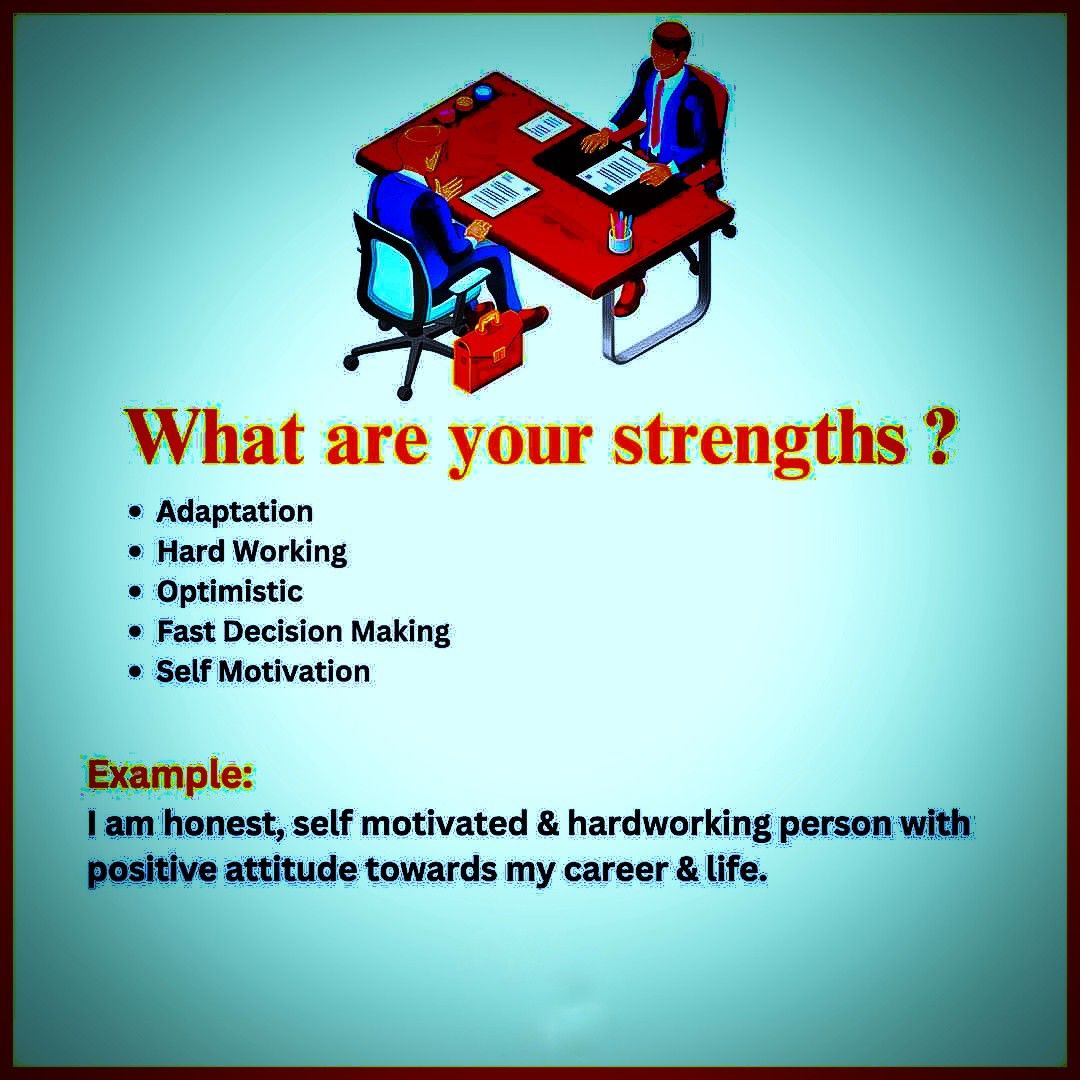 What are your strengths ?
• Adaptation
• Hard Working
• Optimistic
• Fast Decision Making
• Self Motivation
Example:
I am honest, self motivated & hardworking person with
positive attitude towards my career & life.